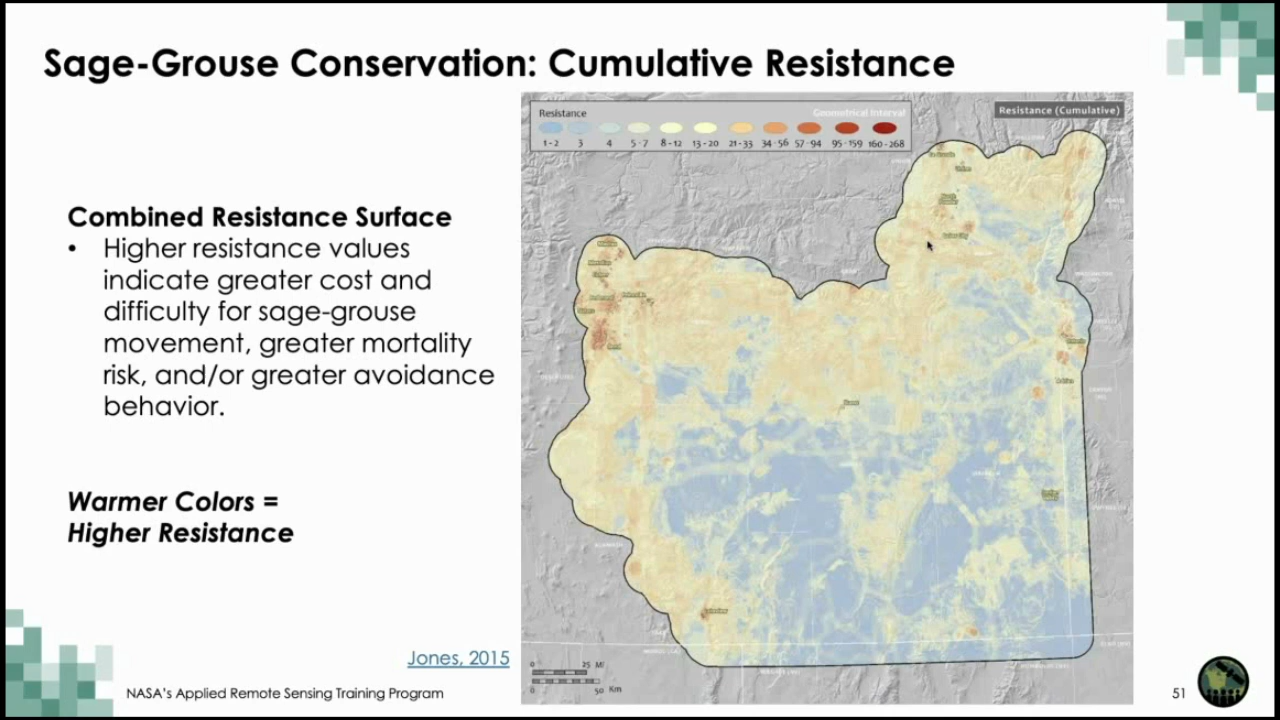 Sage-Grouse Conservation: Cumulative Resistance
Combined Resistance Surface
• Higher resistance values
indicate greater cost and
difficulty for sage-grouse
movement, greater mortality
risk, and/or greater avoidance
behavior.
Warmer Colors =
Higher Resistance
Jones, 2015
Resistance
Geometrical Interval
1 - 2 3 4 5 - 7 8 - 12 13 - 20 21 - 33 34 - 56 57 - 94 95 - 159 160 - 268
Resistance (Cumulative)
0 25 Mi
0 50 Km
NASA's Applied Remote Sensing Training Program
51